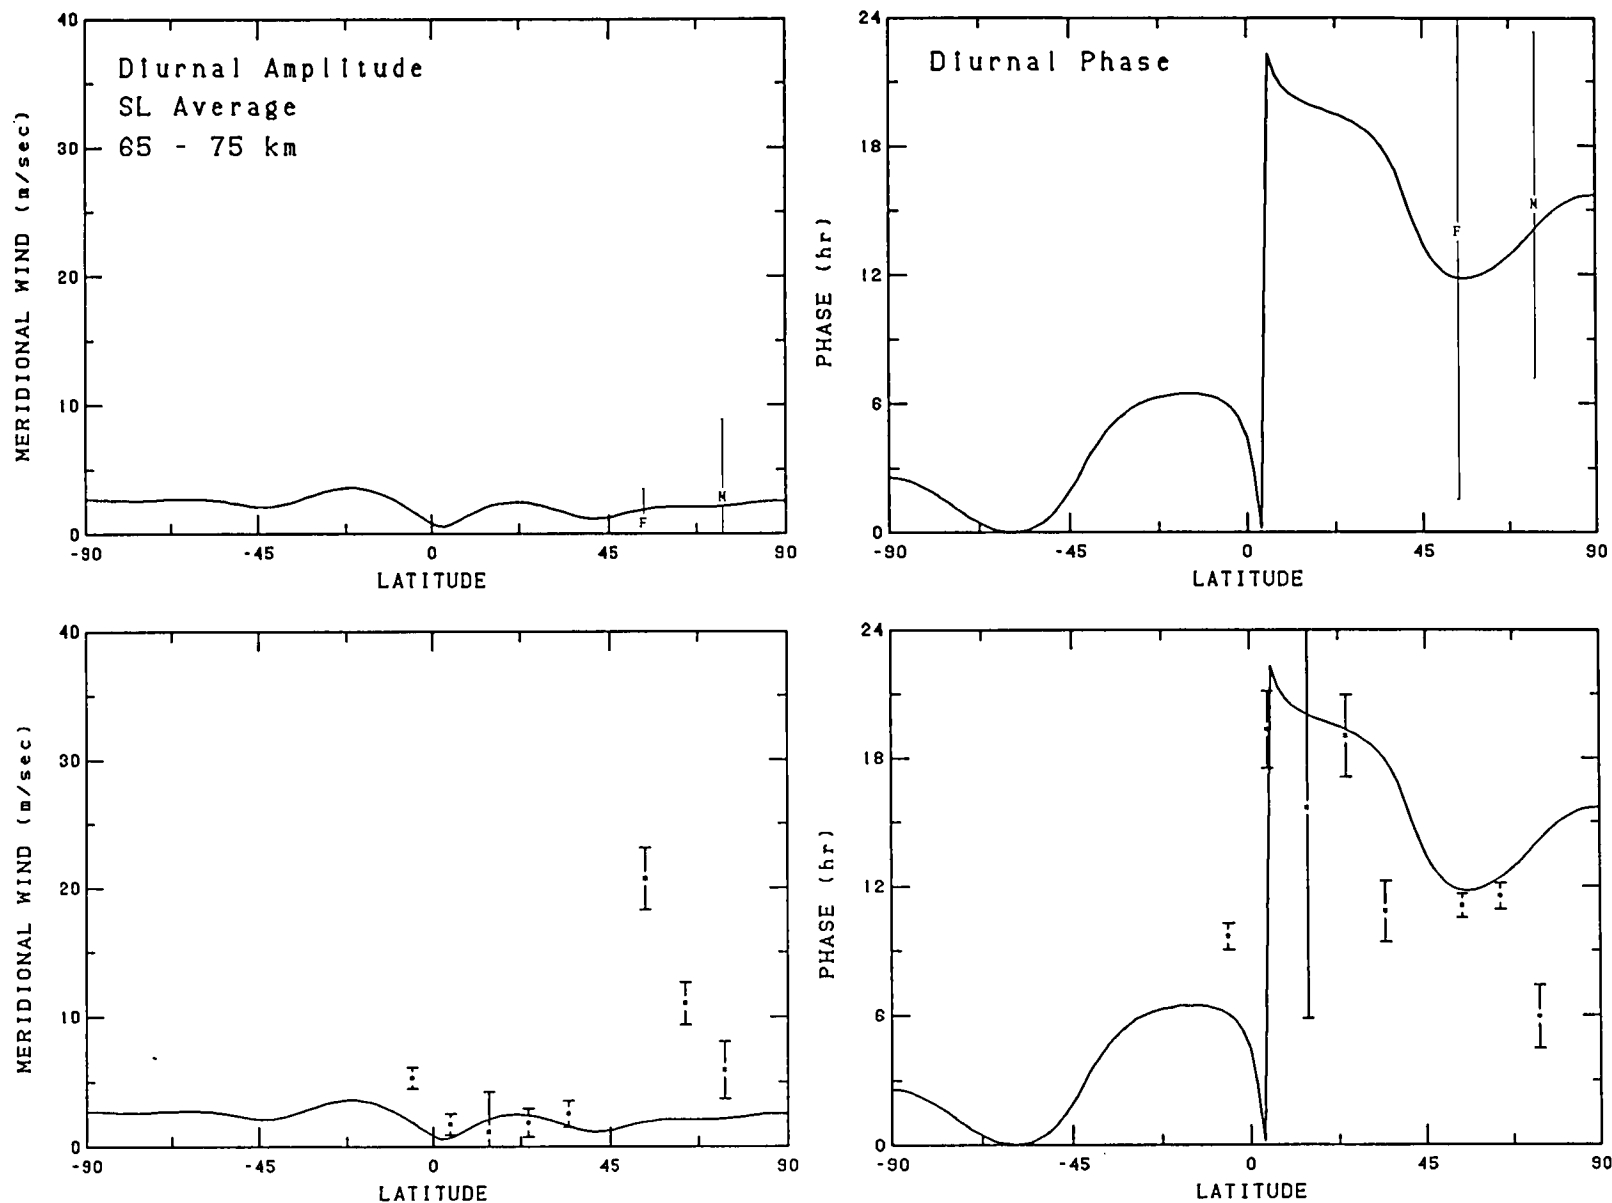 Diurnal Amplitude
SL Average
65 - 75 km
MERIDIONAL WIND (m/sec)
40
30
20
10
0
F
M
-90 -45 0 45 90
LATITUDE
Diurnal Phase
PHASE (hr)
24
18
12
6
0
F
M
-90 -45 0 45 90
LATITUDE
MERIDIONAL WIND (m/sec)
40
30
20
10
0
-90 -45 0 45 90
LATITUDE
PHASE (hr)
24
18
12
6
0
-90 -45 0 45 90
LATITUDE